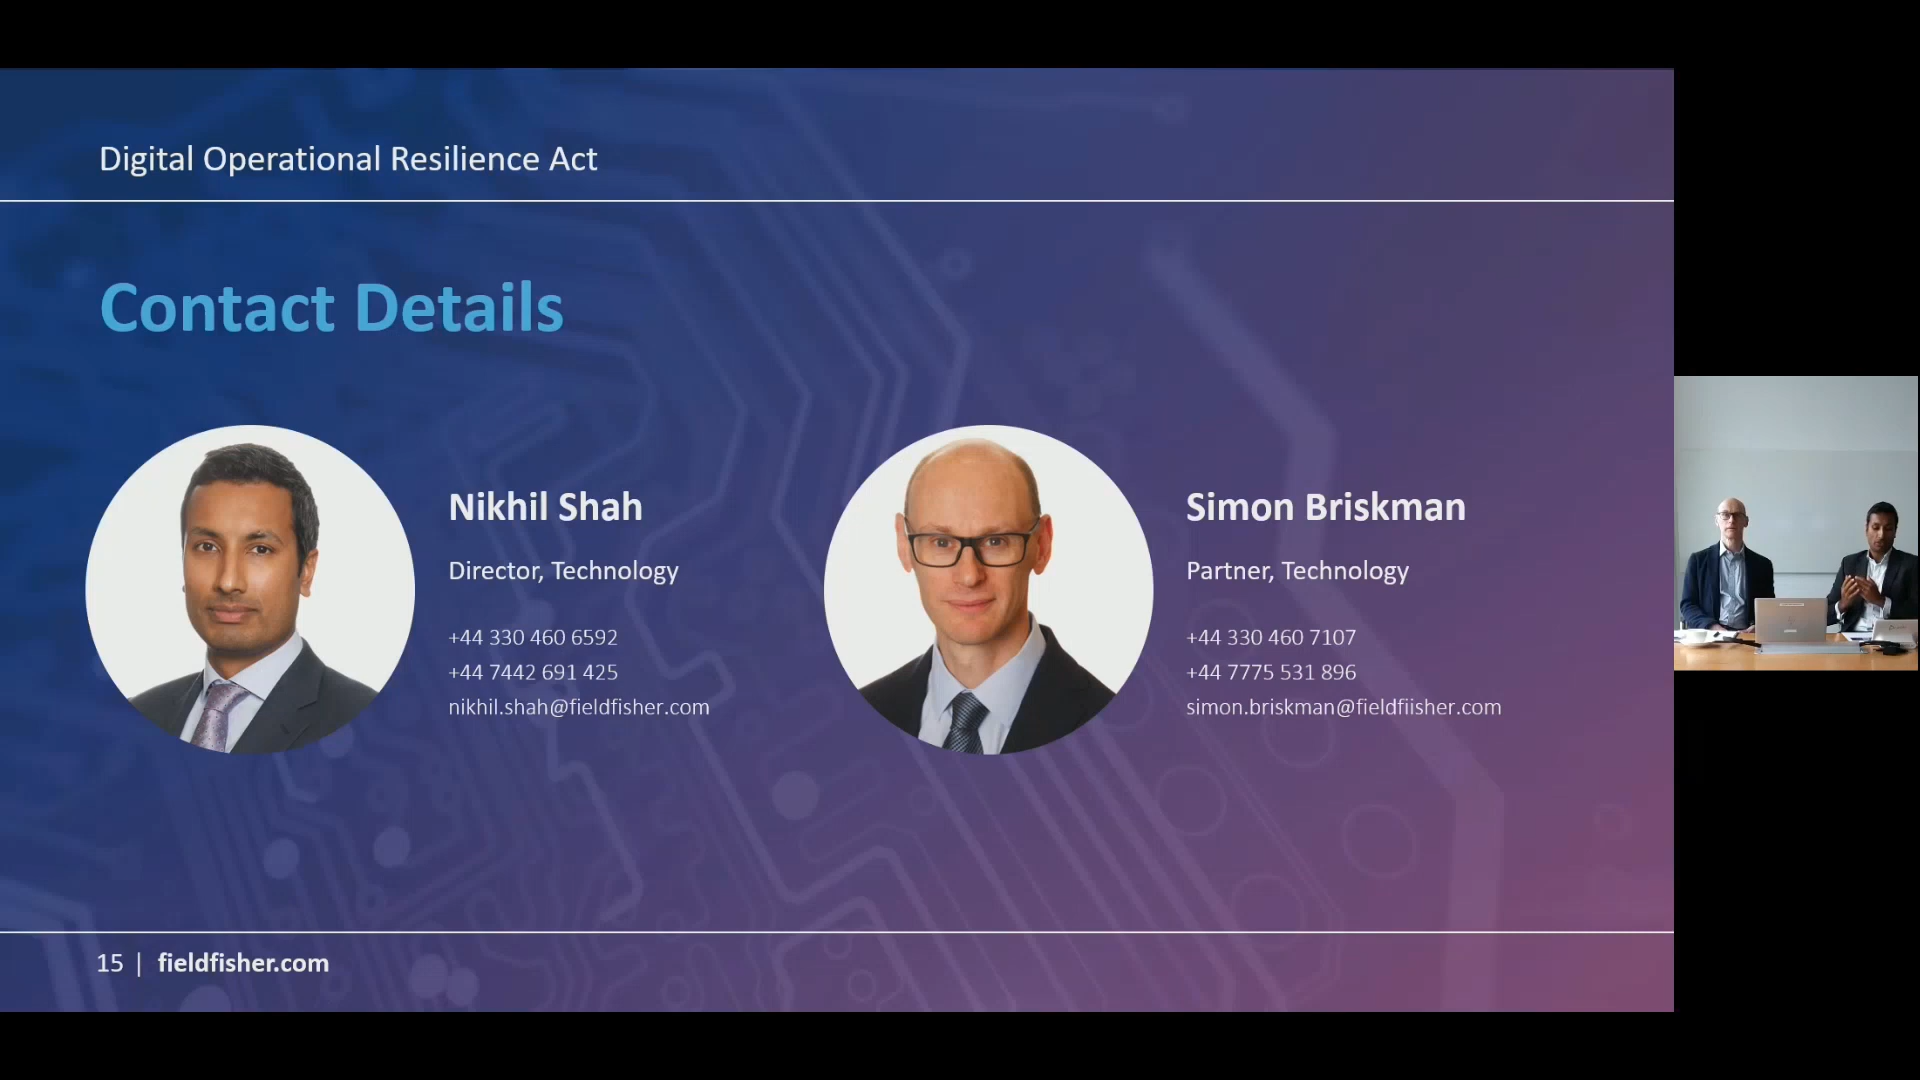 Digital Operational Resilience Act
Contact Details
Nikhil Shah
Director, Technology
+44 330 460 6592
+44 7442 691 425
nikhil.shah@fieldfisher.com
Simon Briskman
Partner, Technology
+44 330 460 7107
+44 7775 531 896
simon.briskman@fieldfiisher.com
15 | fieldfisher.com